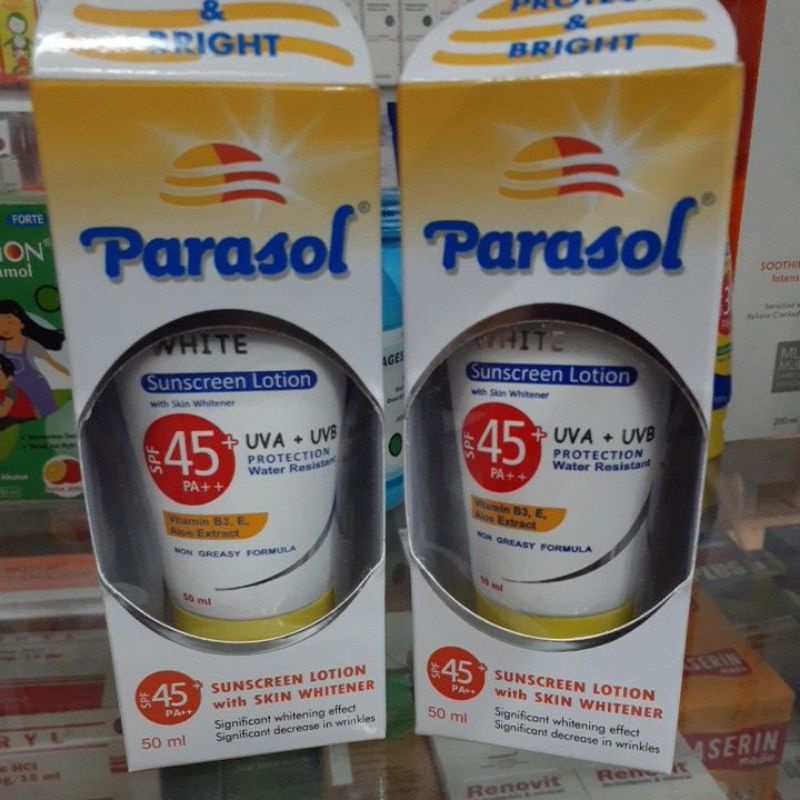 &
BRIGHT
Parasol®
WHITE
Sunscreen Lotion
with Skin Whitener
SPF 45+
PA++
UVA + UVB
PROTECTION
Water Resistant
Vitamin B3, E,
Aloe Extract
NON GREASY FORMULA
50 ml
SPF 45+
PA++
SUNSCREEN LOTION
with SKIN WHITENER
50 ml
Significant whitening effect
Significant decrease in wrinkles
&
BRIGHT
Parasol®
WHITE
Sunscreen Lotion
with Skin Whitener
SPF 45+
PA++
UVA + UVB
PROTECTION
Water Resistant
Vitamin B3, E,
Aloe Extract
NON GREASY FORMULA
50 ml
SPF 45+
PA++
SUNSCREEN LOTION
with SKIN WHITENER
50 ml
Significant whitening effect
Significant decrease in wrinkles
FORTE
Renovit